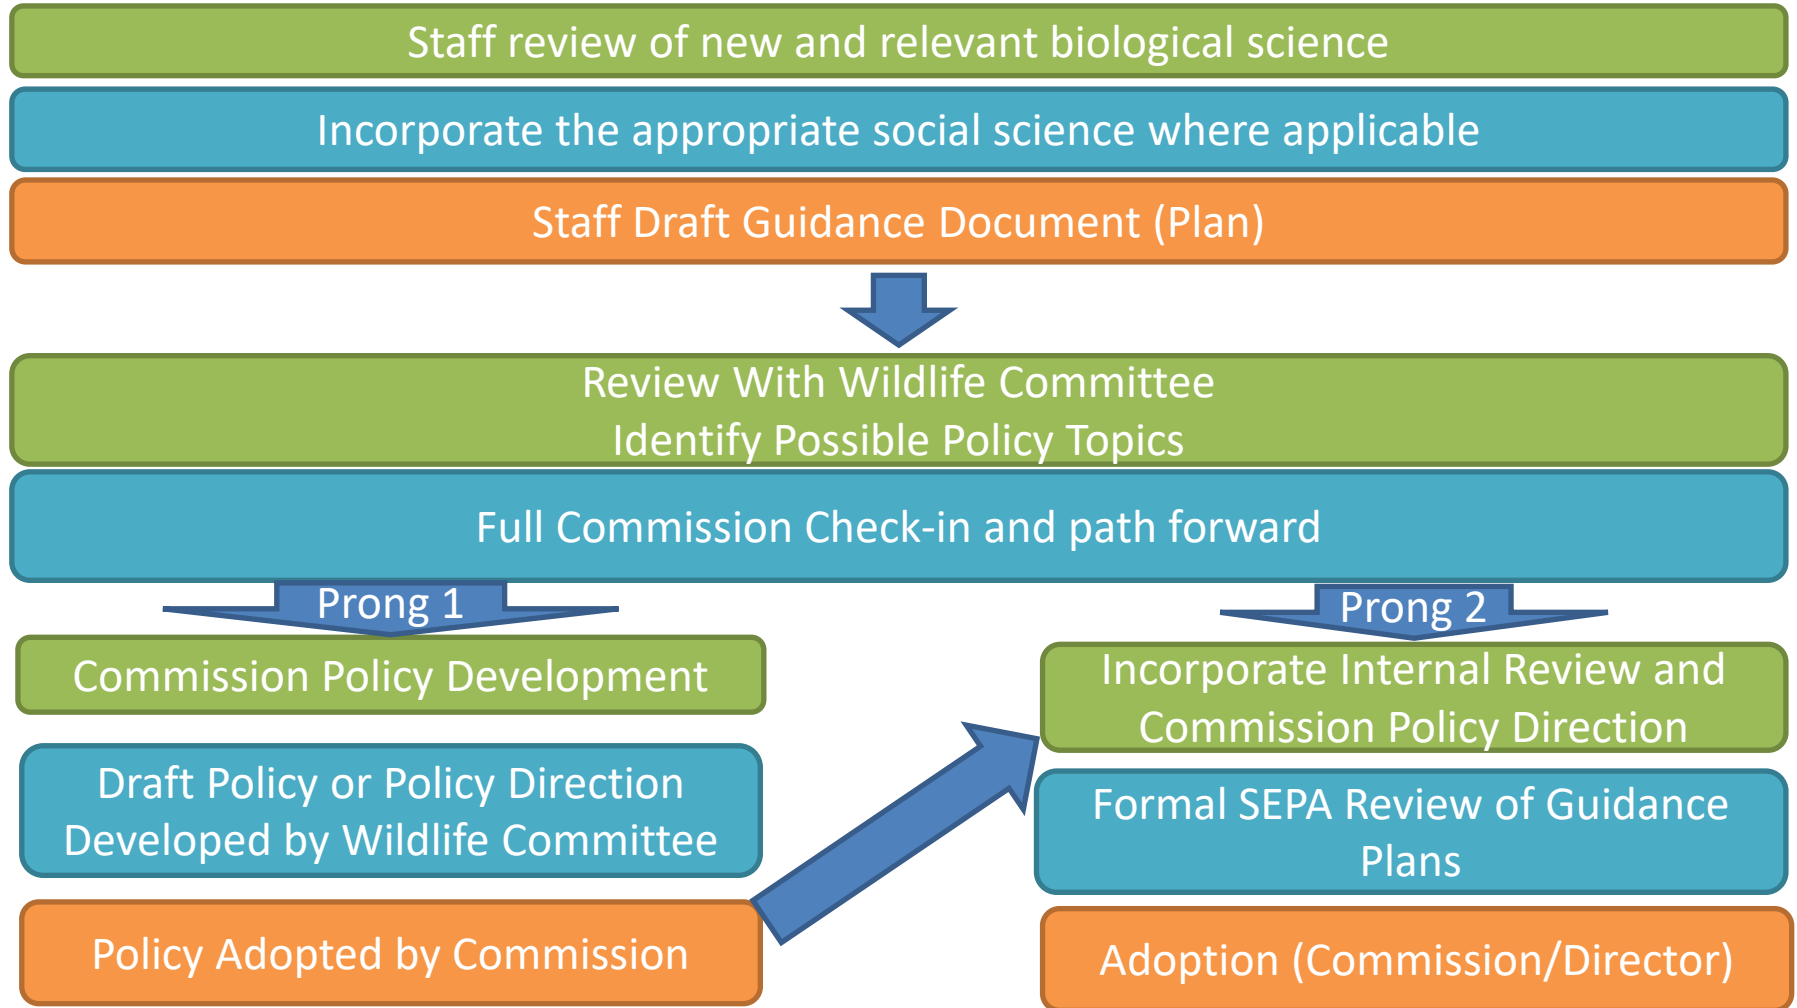 Staff review of new and relevant biological science
Incorporate the appropriate social science where applicable
Staff Draft Guidance Document (Plan)
Review With Wildlife Committee
Identify Possible Policy Topics
Full Commission Check-in and path forward
Prong 1
Commission Policy Development
Draft Policy or Policy Direction
Developed by Wildlife Committee
Policy Adopted by Commission
Prong 2
Incorporate Internal Review and
Commission Policy Direction
Formal SEPA Review of Guidance
Plans
Adoption (Commission/Director)